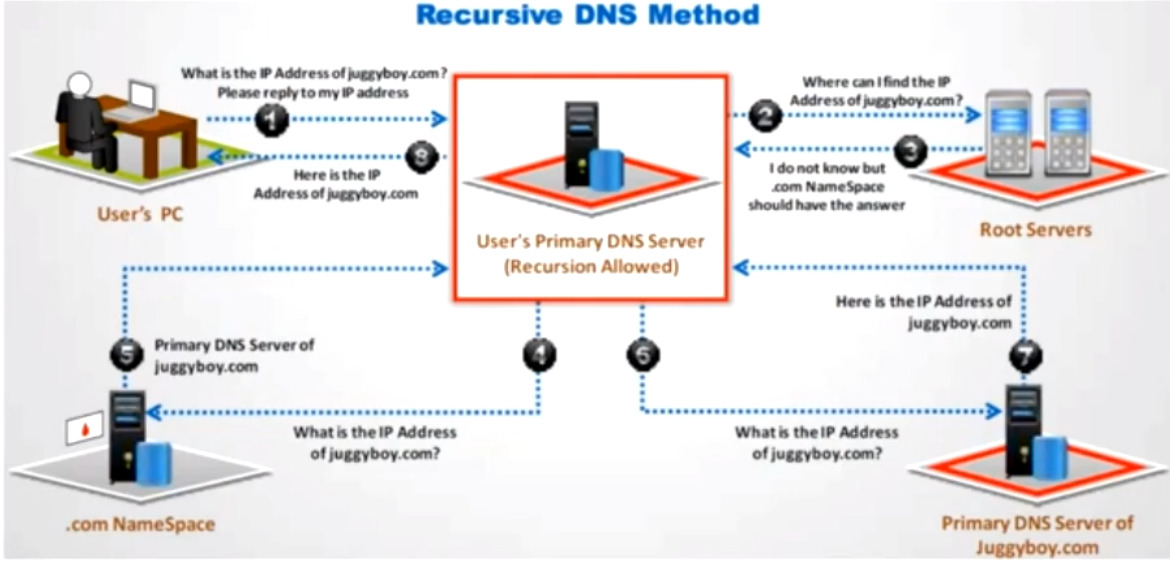 Recursive DNS Method
What is the IP Address of juggyboy.com?
Please reply to my IP address
1
8
Here is the IP
Address of juggyboy.com
User's PC
User's Primary DNS Server
(Recursion Allowed)
Where can I find the IP
Address of juggyboy.com?
2
3
I do not know but
.com NameSpace
should have the answer
Root Servers
5
Primary DNS Server of
juggyboy.com
4
What is the IP Address
of juggyboy.com?
.com NameSpace
6
What is the IP Address
of juggyboy.com?
Here is the IP Address of
juggyboy.com
7
Primary DNS Server of
Juggyboy.com